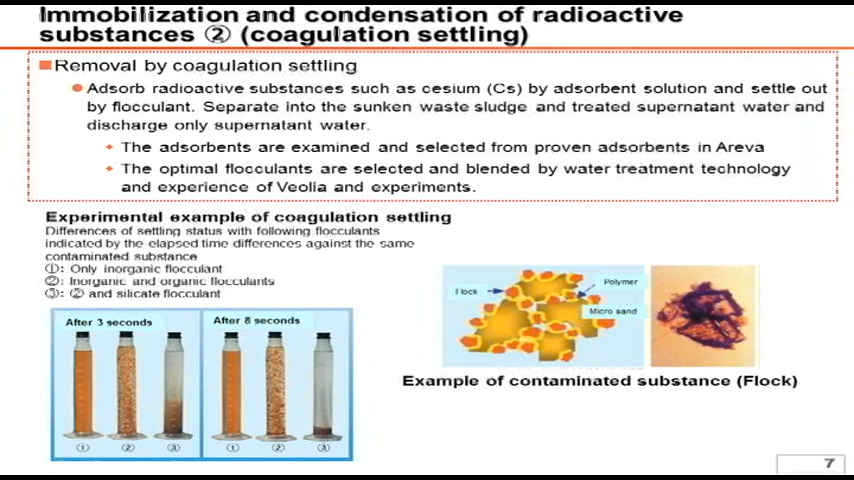 Immobilization and condensation of radioactive
substances ② (coagulation settling)
Removal by coagulation settling
Adsorb radioactive substances such as cesium (Cs) by adsorbent solution and settle out
by flocculant. Separate into the sunken waste sludge and treated supernatant water and
discharge only supernatant water.
The adsorbents are examined and selected from proven adsorbents in Areva
The optimal flocculants are selected and blended by water treatment technology
and experience of Veolia and experiments.
Experimental example of coagulation settling
Differences of settling status with following flocculants
indicated by the elapsed time differences against the same
contaminated substance
①: Only inorganic flocculant
②: Inorganic and organic flocculants
③: ② and silicate flocculant
After 3 seconds
After 8 seconds
① ② ③ ① ② ③
Flock
Polymer
Micro sand
Example of contaminated substance (Flock)
7